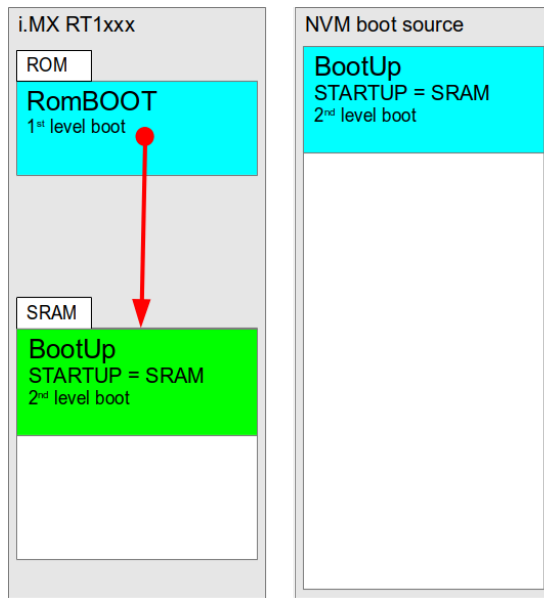 i.MX RT1xxx
ROM
RomBOOT
1st level boot
SRAM
BootUp
STARTUP = SRAM
2nd level boot
NVM boot source
BootUp
STARTUP = SRAM
2nd level boot